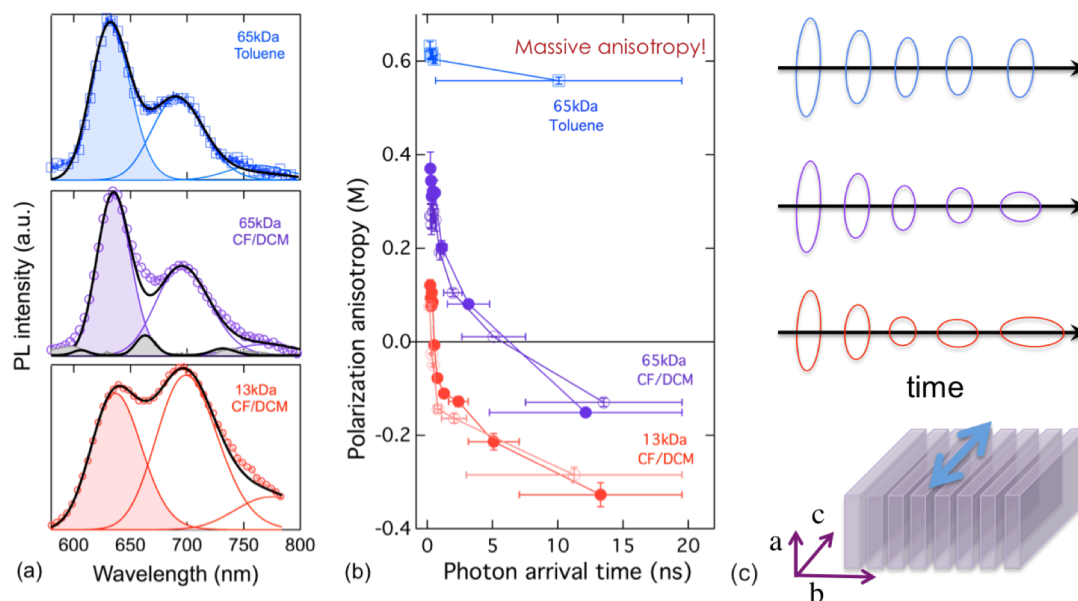 65kDa
Toluene
65kDa
CF/DCM
13kDa
CF/DCM
PL intensity (a.u.)
600
650
700
750
800
(a)
Wavelength (nm)
Massive anisotropy!
65kDa
Toluene
65kDa
CF/DCM
13kDa
CF/DCM
Polarization anisotropy (M)
0.6
0.4
0.2
0.0
-0.2
-0.4
0
5
10
15
20
(b)
Photon arrival time (ns)
(c)
time
a
c
b